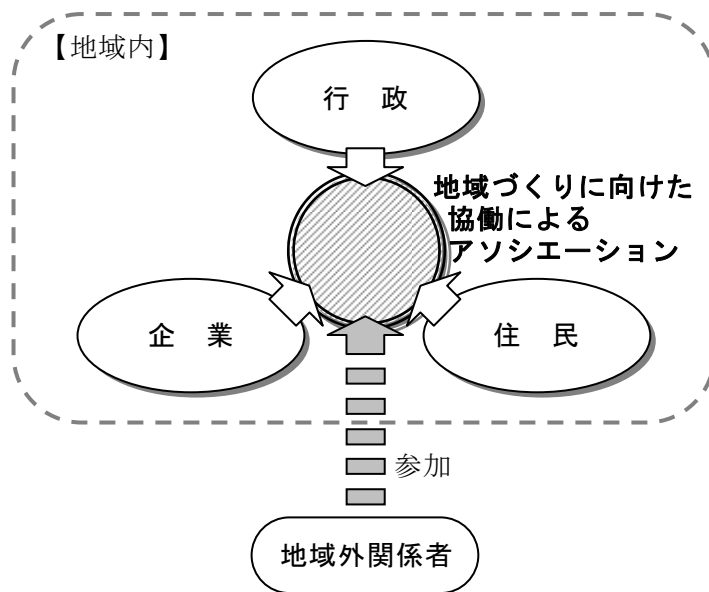 【地域内】
行 政
地域づくりに向けた
協働による
アソシエーション
企 業
住 民
参加
地域外関係者